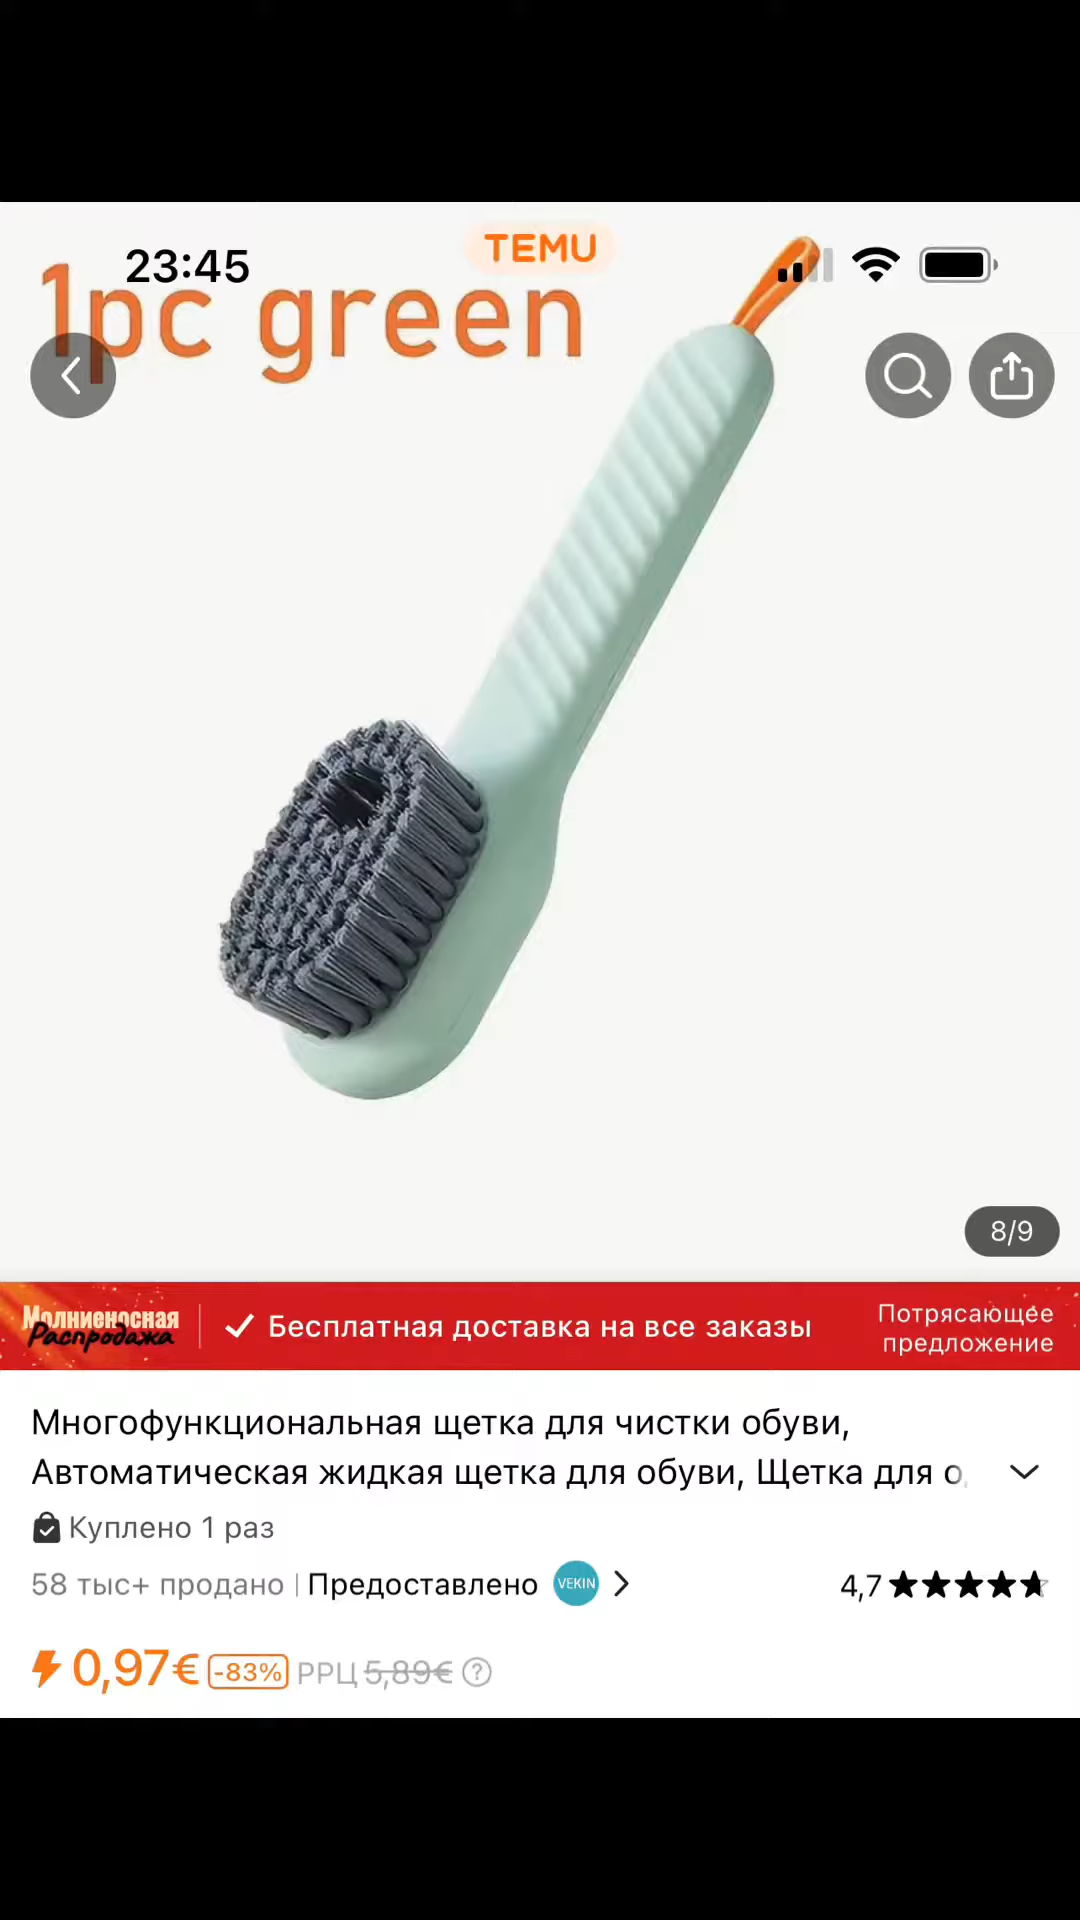 TEMU
23:45
1pc green
8/9
Молниеносная
Распродажа
Бесплатная доставка на все заказы
Потрясающее
предложение
Многофункциональная щетка для чистки обуви,
Автоматическая жидкая щетка для обуви, Щетка для о
Куплено 1 раз
58 тыс+ продано | Предоставлено VEKIN
4,7
0,97€ -83% РРЦ 5,89€ ?